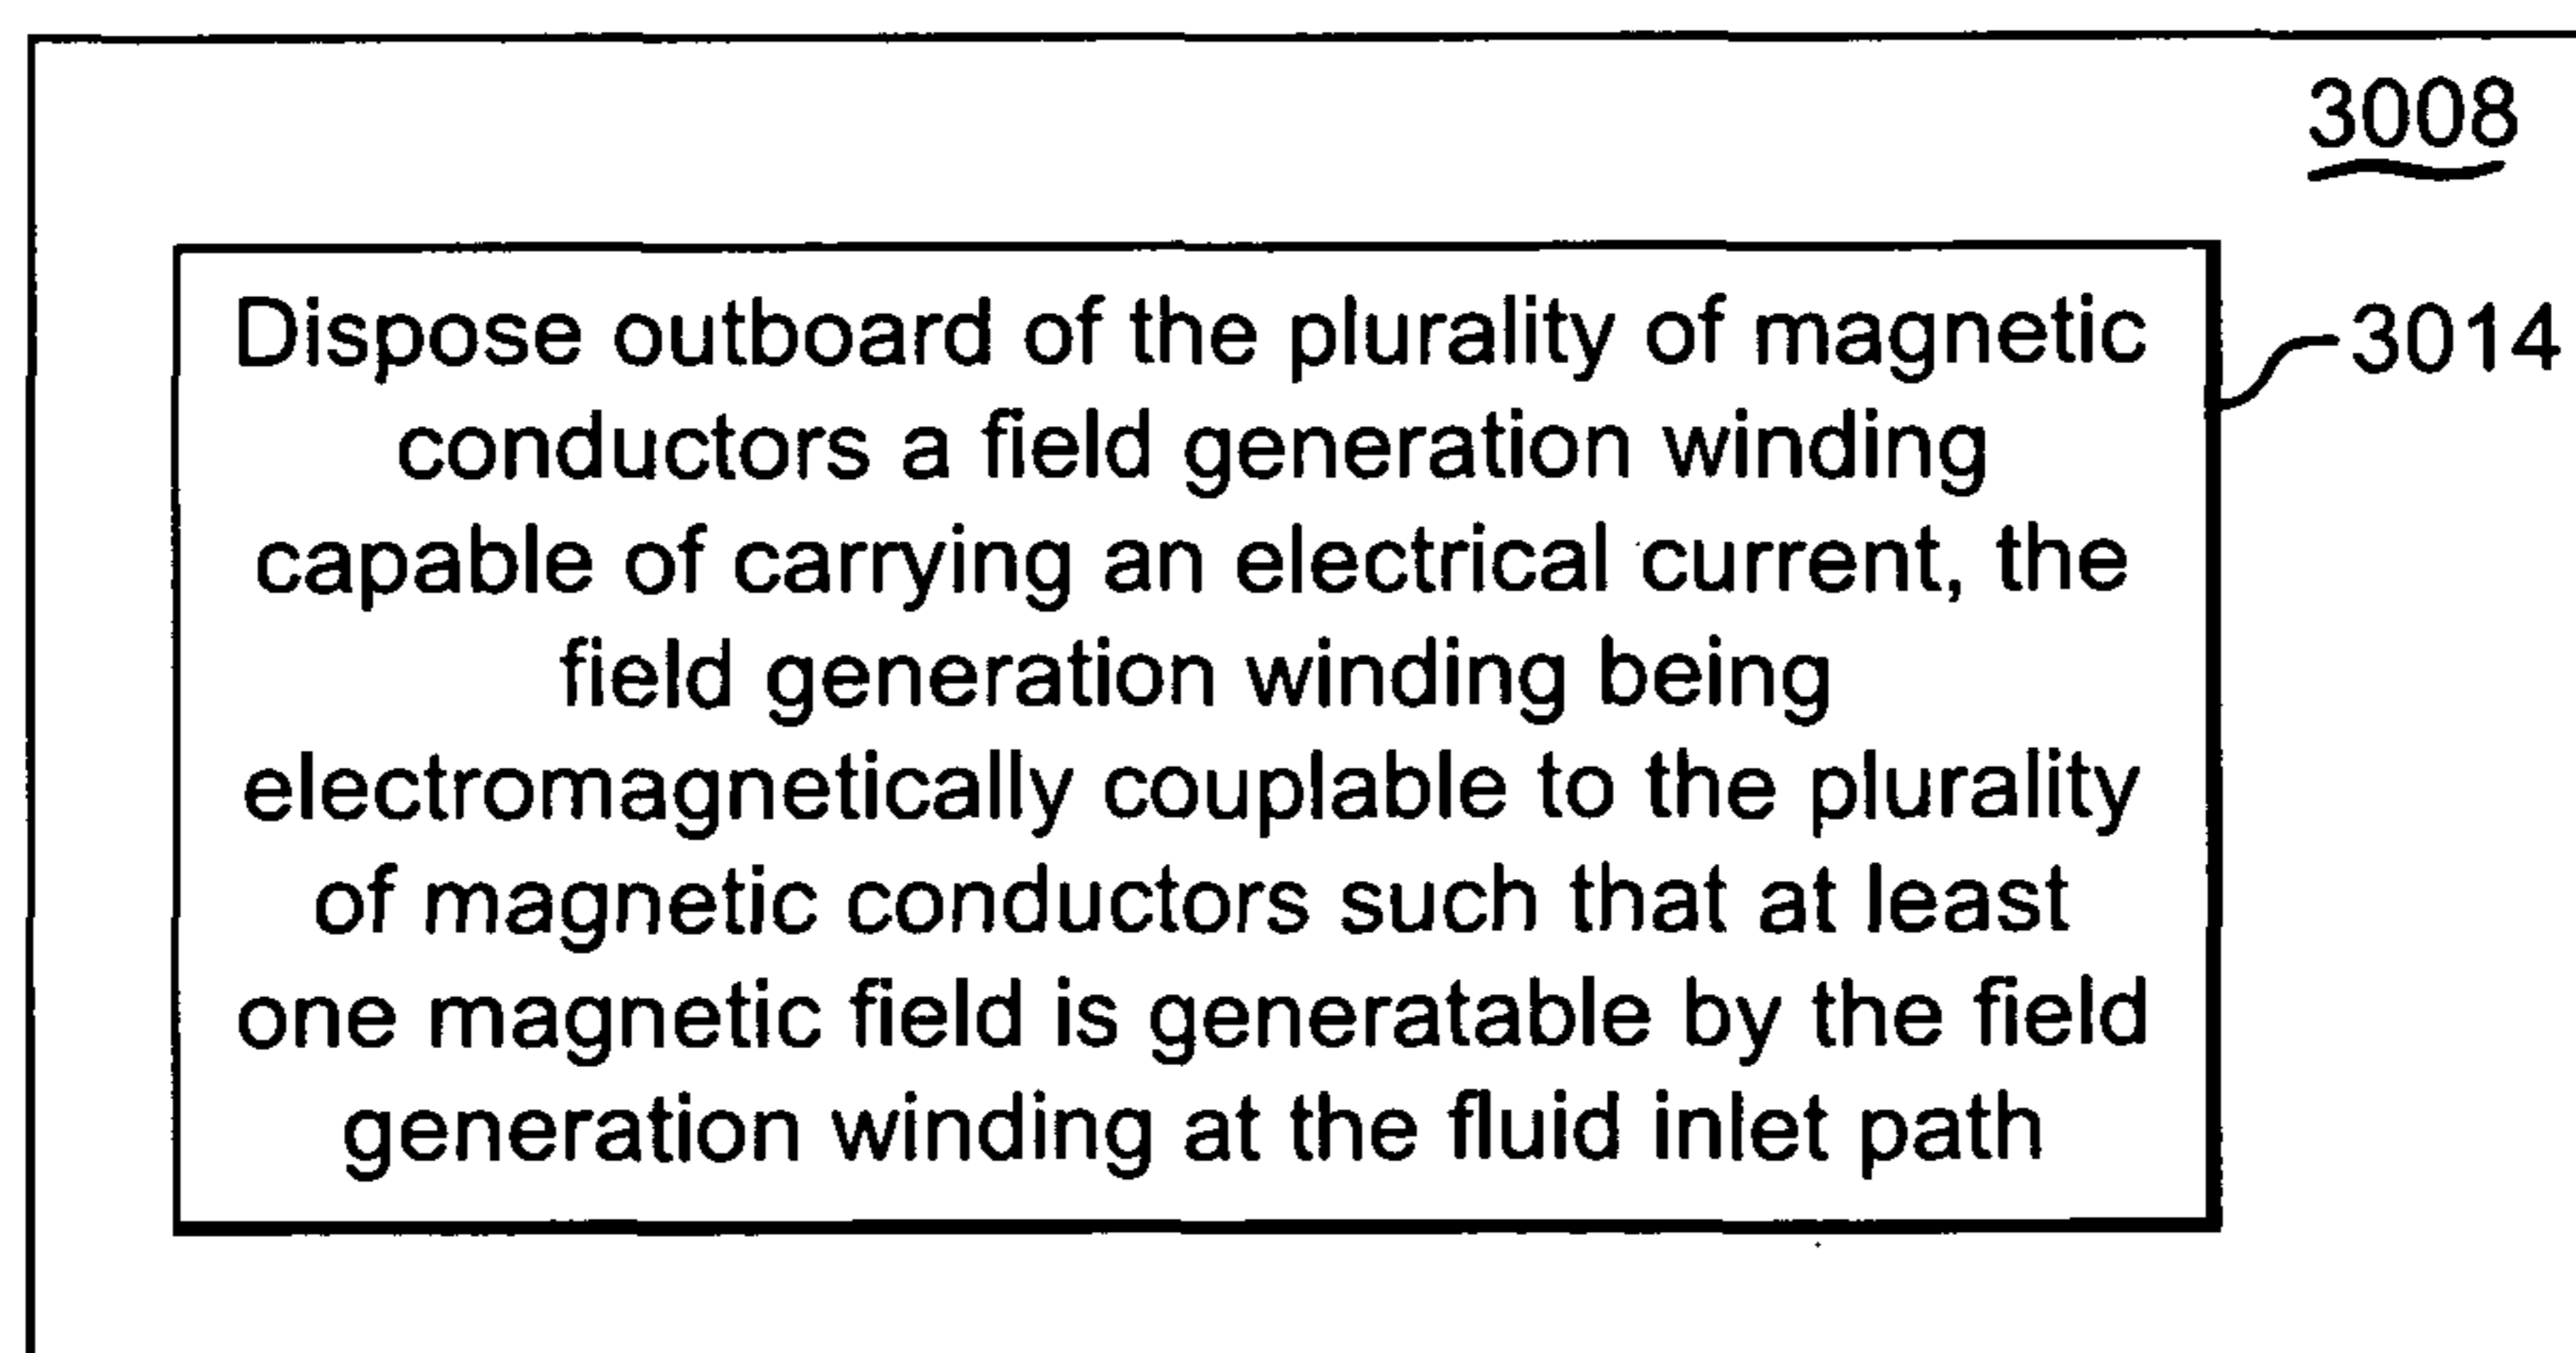 3008
Dispose outboard of the plurality of magnetic
3014
conductors a field generation winding
capable of carrying an electrical current, the
field generation winding being
electromagnetically couplable to the plurality
of magnetic conductors such that at least
one magnetic field is generatable by the field
generation winding at the fluid inlet path